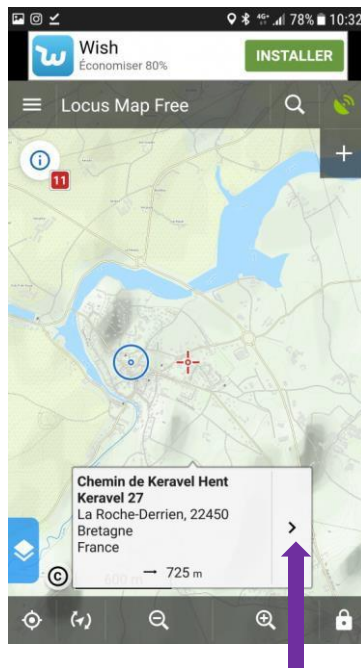 4G+ 78% 10:32
Wish
Économiser 80%
INSTALLER
Locus Map Free
11
Chemin de Keravel Hent
Keravel 27
La Roche-Derrien, 22450
Bretagne
France
→ 725 m
© 600 m